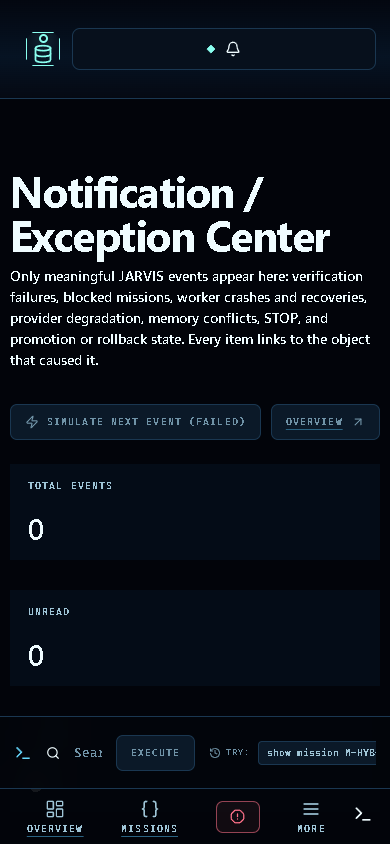 Notification /
Exception Center
Only meaningful JARVIS events appear here: verification
failures, blocked missions, worker crashes and recoveries,
provider degradation, memory conflicts, STOP, and
promotion or rollback state. Every item links to the object
that caused it.
SIMULATE NEXT EVENT (FAILED)
OVERVIEW
TOTAL EVENTS
0
UNREAD
0
Sear
EXECUTE
TRY:
show mission M-HYB
OVERVIEW
MISSIONS
MORE